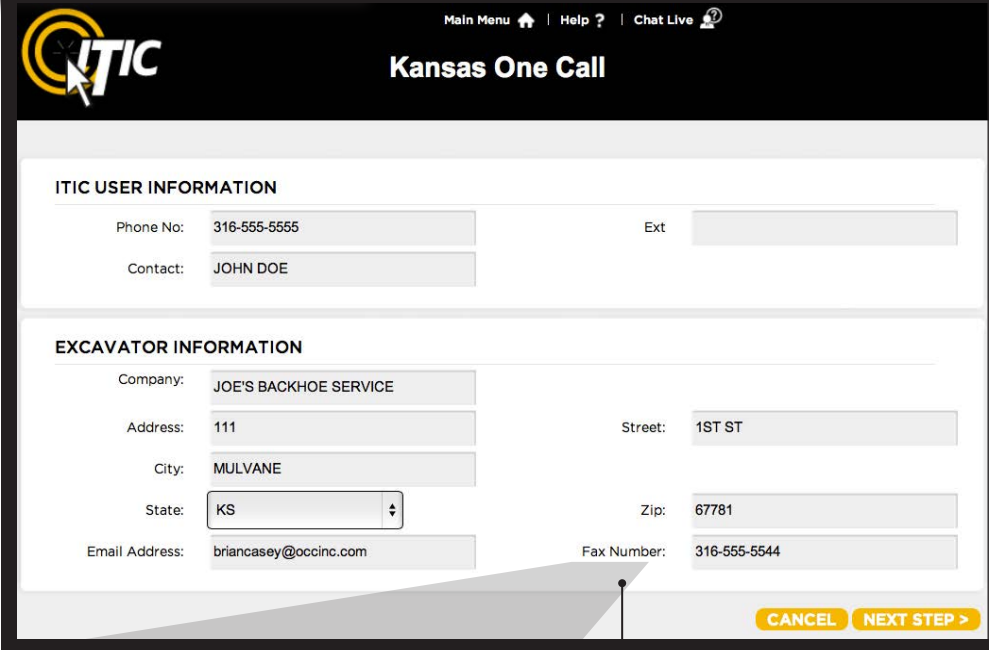 Main Menu | Help ? | Chat Live ?
ITIC
Kansas One Call
ITIC USER INFORMATION
Phone No: 316-555-5555 Ext
Contact: JOHN DOE
EXCAVATOR INFORMATION
Company: JOE'S BACKHOE SERVICE
Address: 111 Street: 1ST ST
City: MULVANE
State: KS Zip: 67781
Email Address: briancasey@occinc.com Fax Number: 316-555-5544
CANCEL NEXT STEP >